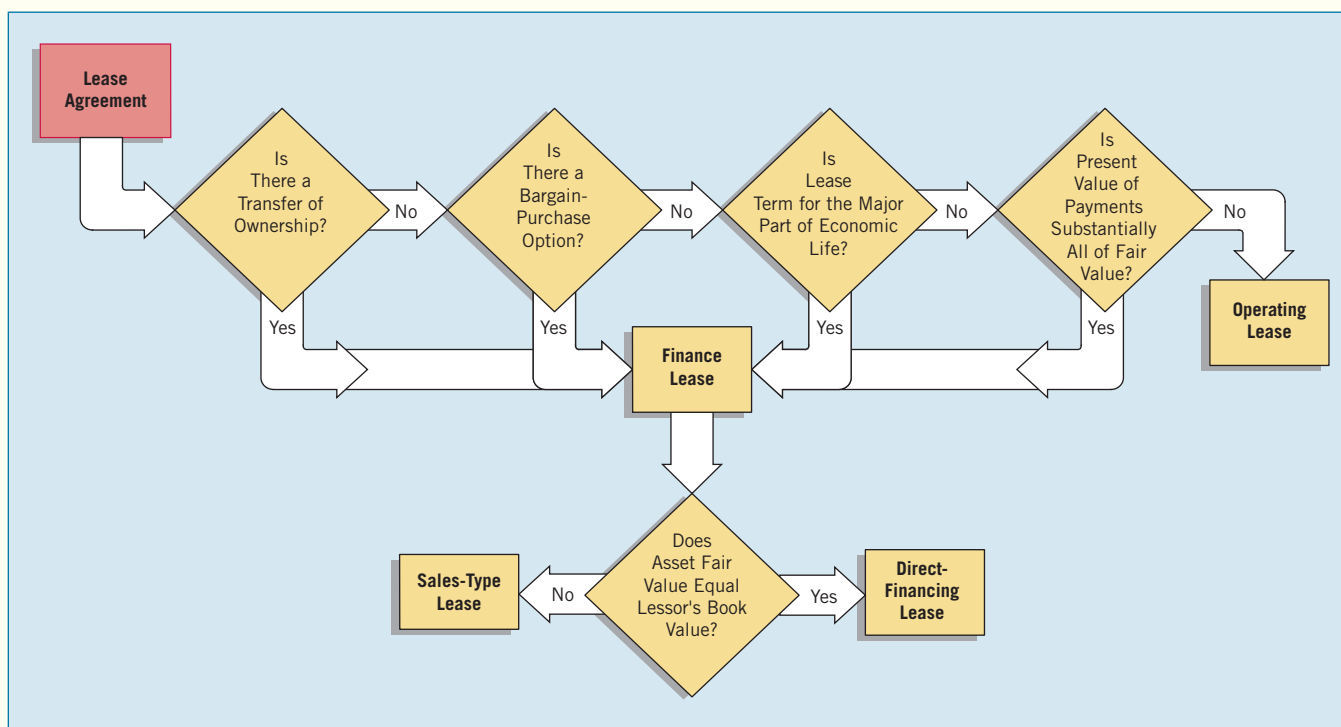 Lease
Agreement
Is
There a
Transfer of
Ownership?
No
Is
There a
Bargain-
Purchase
Option?
No
Is
Lease
Term for the Major
Part of Economic
Life?
No
Is
Present
Value of
Payments
Substantially
All of Fair
Value?
No
Operating
Lease
Yes
Yes
Yes
Yes
Finance
Lease
Does
Asset Fair
Value Equal
Lessor's Book
Value?
No
Sales-Type
Lease
Yes
Direct-
Financing
Lease